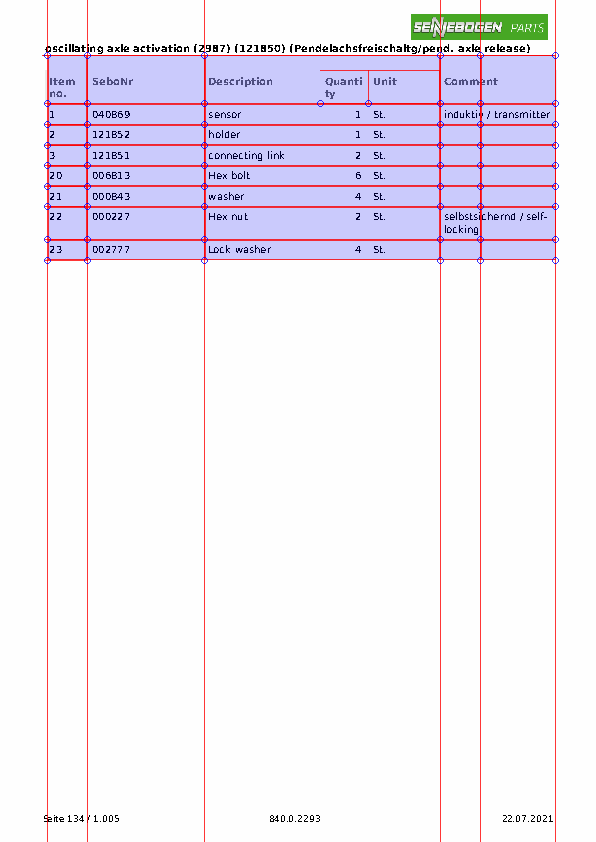 SENNEBOGEN PARTS
oscillating axle activation (2987) (121850) (Pendelachsfreischaltg/pend. axle release)
Item no. SeboNr Description Quanti ty Unit Comment
1 040869 sensor 1 St. induktiv / transmitter
2 121852 holder 1 St.
3 121851 connecting link 2 St.
20 006813 Hex bolt 6 St.
21 000843 washer 4 St.
22 000227 Hex nut 2 St. selbstsichernd / self-
locking
23 002777 Lock washer 4 St.
Seite 134 / 1.005 840.0.2293 22.07.2021